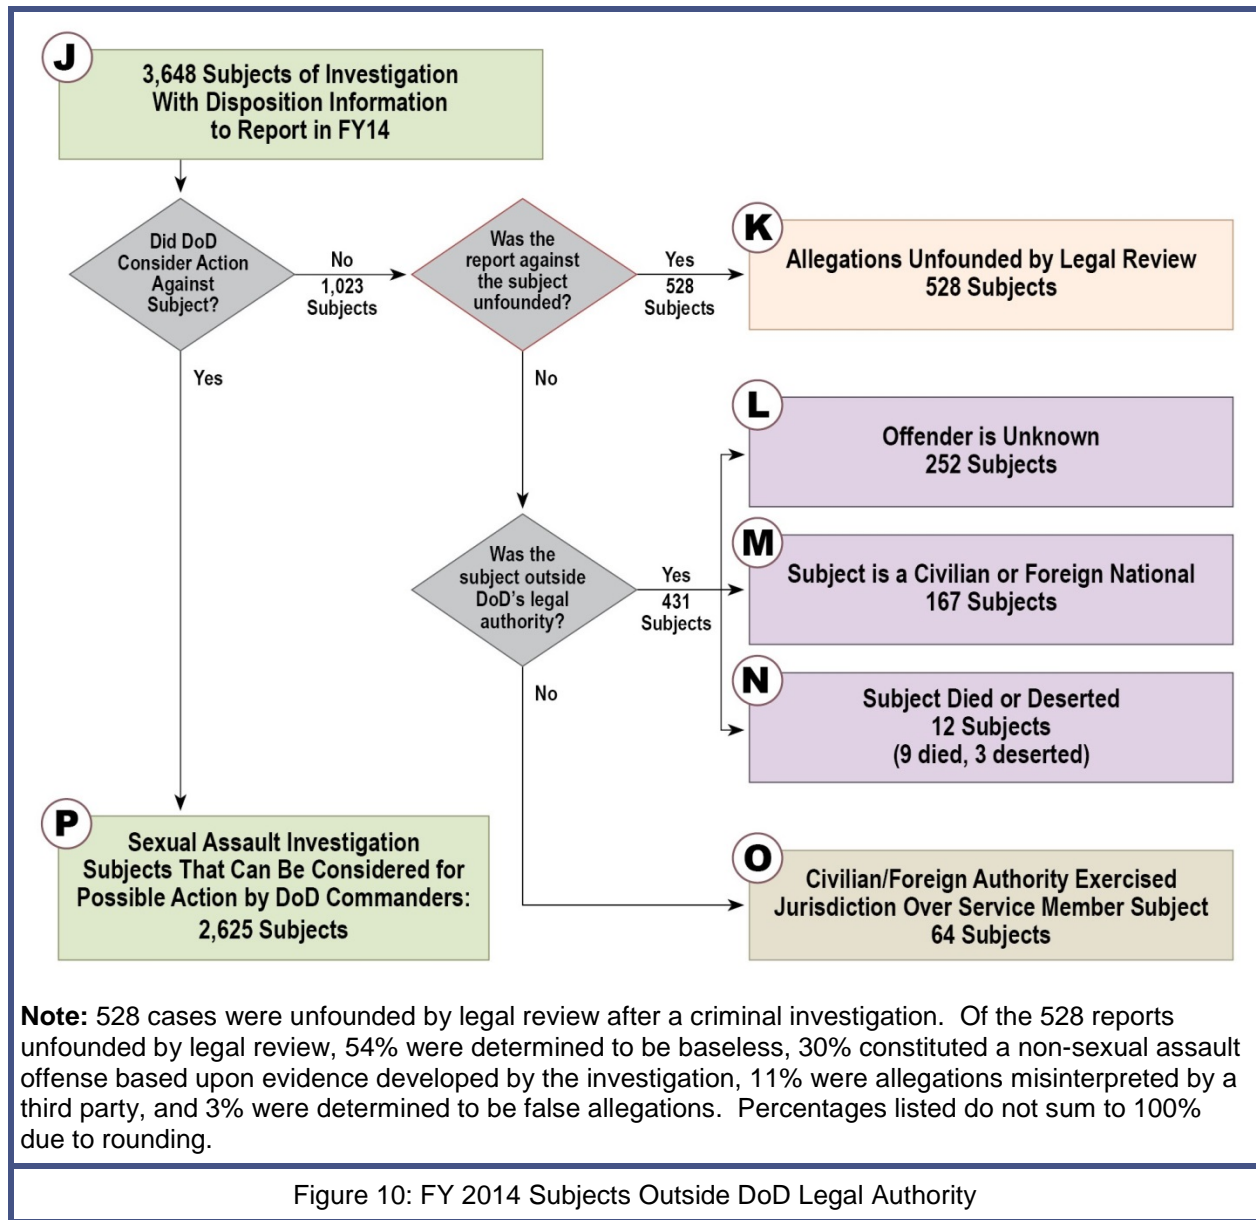 J
3,648 Subjects of Investigation
With Disposition Information
to Report in FY14
Did DoD
Consider Action
Against
Subject?
No
1,023
Subjects
Was the
report against
the subject
unfounded?
Yes
528
Subjects
K
Allegations Unfounded by Legal Review
528 Subjects
Yes
No
L
Offender is Unknown
252 Subjects
Was the
subject outside
DoD's legal
authority?
Yes
431
Subjects
M
Subject is a Civilian or Foreign National
167 Subjects
N
Subject Died or Deserted
12 Subjects
(9 died, 3 deserted)
No
P
Sexual Assault Investigation
Subjects That Can Be Considered for
Possible Action by DoD Commanders:
2,625 Subjects
O
Civilian/Foreign Authority Exercised
Jurisdiction Over Service Member Subject
64 Subjects
Note: 528 cases were unfounded by legal review after a criminal investigation. Of the 528 reports
unfounded by legal review, 54% were determined to be baseless, 30% constituted a non-sexual assault
offense based upon evidence developed by the investigation, 11% were allegations misinterpreted by a
third party, and 3% were determined to be false allegations. Percentages listed do not sum to 100%
due to rounding.
Figure 10: FY 2014 Subjects Outside DoD Legal Authority